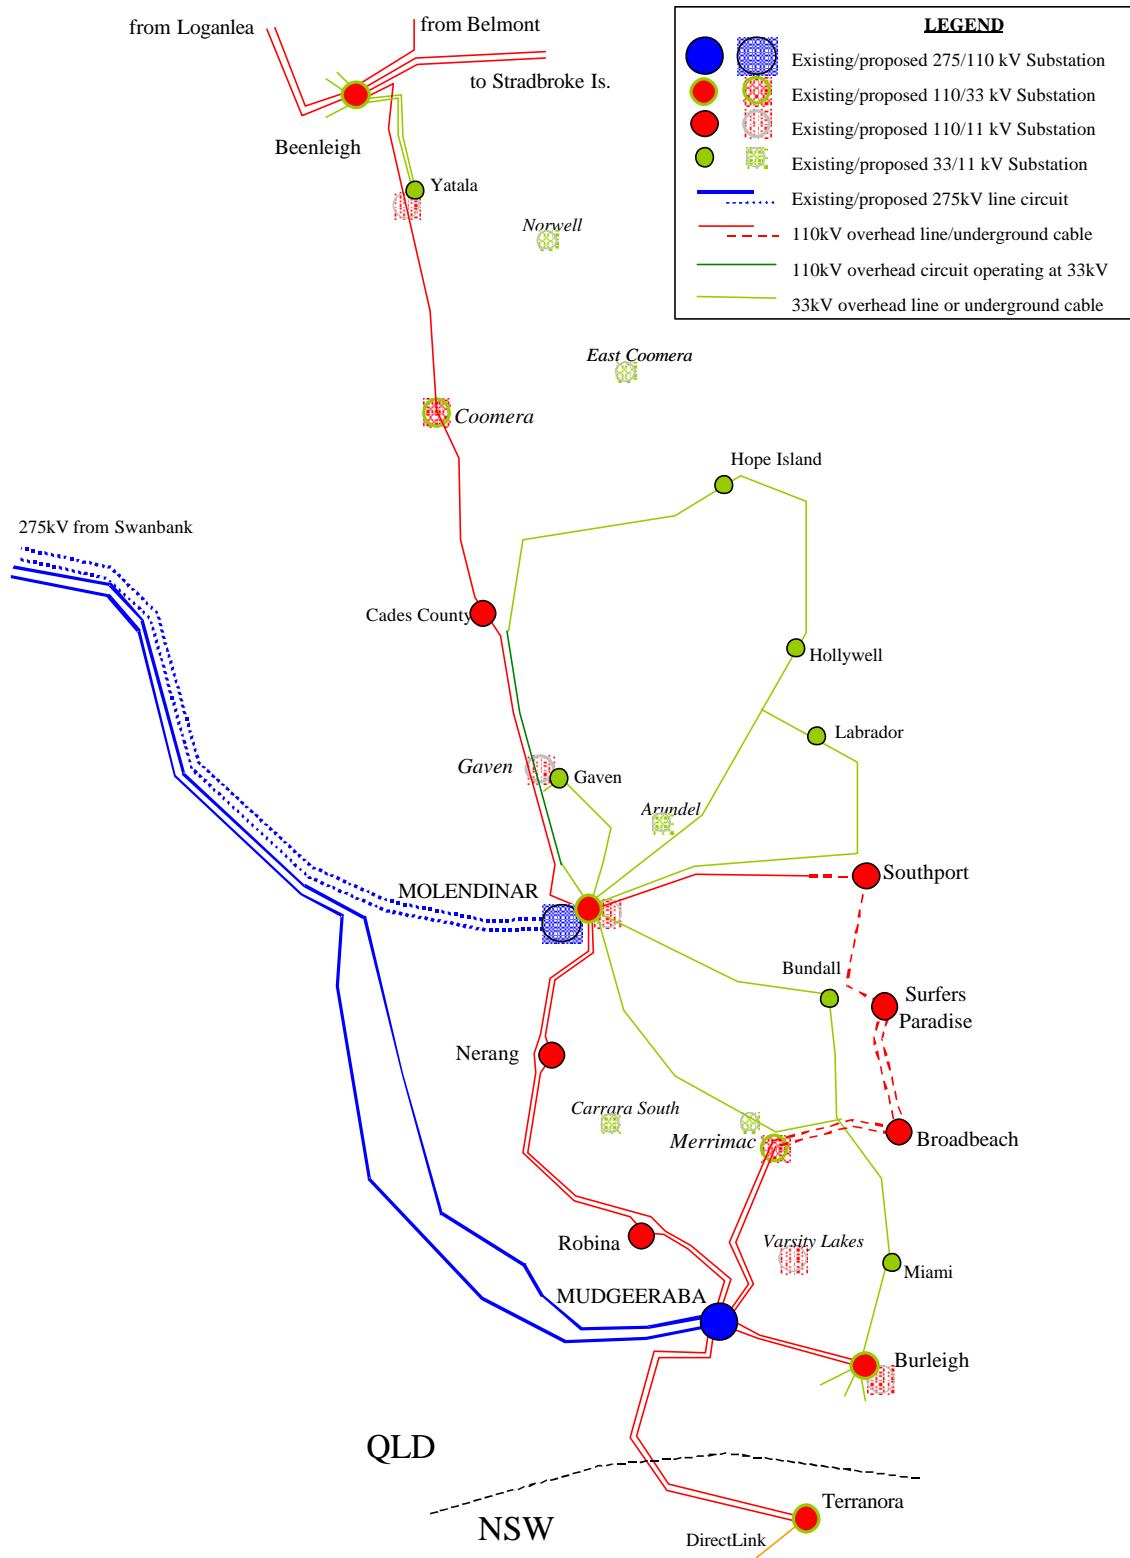 from Loganlea
from Belmont
to Stradbroke Is.
Beenleigh
Yatala
Norwell
East Coomera
Coomera
Hope Island
275kV from Swanbank
Cades County
Hollywell
Labrador
Gaven
Gaven
Arundel
MOLENDINAR
Southport
Bundall
Surfers
Paradise
Nerang
Carrara South
Merrimac
Broadbeach
Robina
Varsity Lakes
Miami
MUDGEERABA
Burleigh
QLD
NSW
Terranora
DirectLink
LEGEND
Existing/proposed 275/110 kV Substation
Existing/proposed 110/33 kV Substation
Existing/proposed 110/11 kV Substation
Existing/proposed 33/11 kV Substation
Existing/proposed 275kV line circuit
110kV overhead line/underground cable
110kV overhead circuit operating at 33kV
33kV overhead line or underground cable